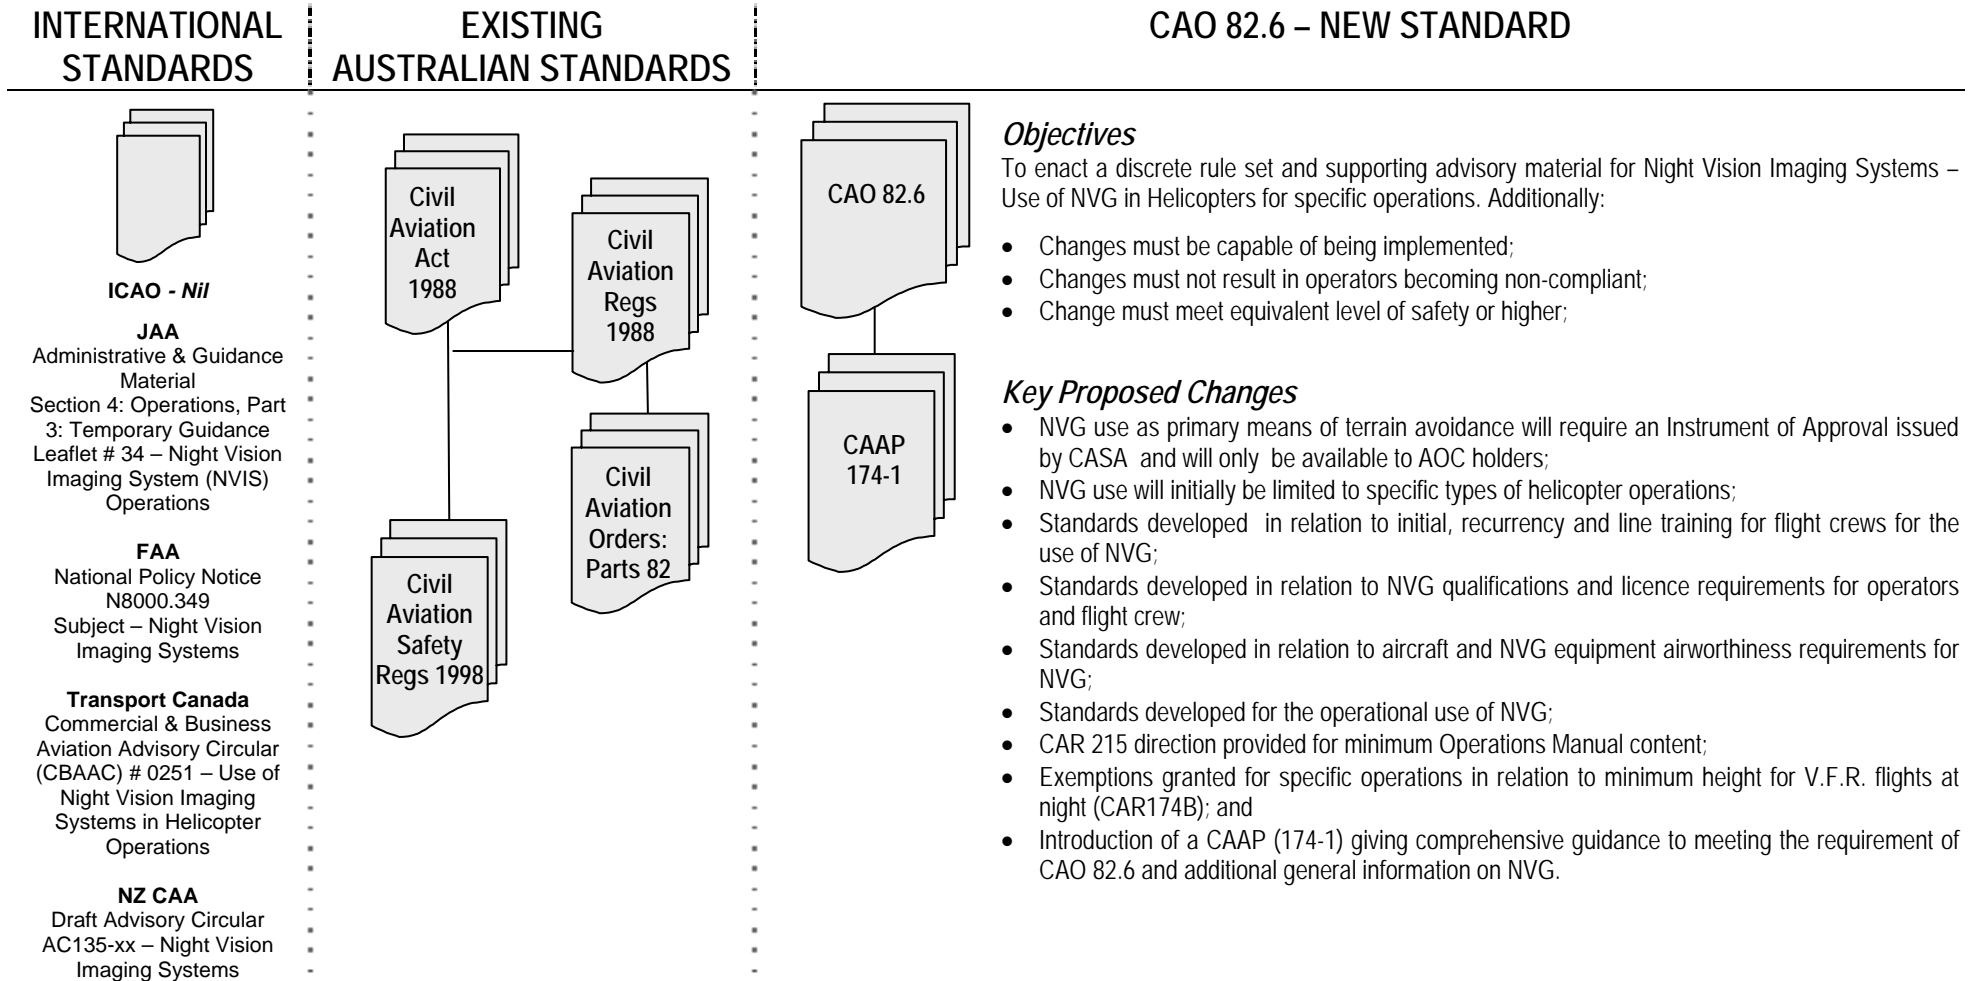 INTERNATIONAL
STANDARDS
EXISTING
AUSTRALIAN STANDARDS
CAO 82.6 – NEW STANDARD
ICAO - Nil
JAA
Administrative & Guidance
Material
Section 4: Operations, Part
3: Temporary Guidance
Leaflet # 34 – Night Vision
Imaging System (NVIS)
Operations
FAA
National Policy Notice
N8000.349
Subject – Night Vision
Imaging Systems
Transport Canada
Commercial & Business
Aviation Advisory Circular
(CBAAC) # 0251 – Use of
Night Vision Imaging
Systems in Helicopter
Operations
NZ CAA
Draft Advisory Circular
AC135-xx – Night Vision
Imaging Systems
Civil
Aviation
Act
1988
Civil
Aviation
Regs
1988
Civil
Aviation
Orders:
Parts 82
Civil
Aviation
Safety
Regs 1998
CAO 82.6
CAAP
174-1
Objectives
To enact a discrete rule set and supporting advisory material for Night Vision Imaging Systems –
Use of NVG in Helicopters for specific operations. Additionally:
• Changes must be capable of being implemented;
• Changes must not result in operators becoming non-compliant;
• Change must meet equivalent level of safety or higher;
Key Proposed Changes
• NVG use as primary means of terrain avoidance will require an Instrument of Approval issued
by CASA and will only be available to AOC holders;
• NVG use will initially be limited to specific types of helicopter operations;
• Standards developed in relation to initial, recurrency and line training for flight crews for the
use of NVG;
• Standards developed in relation to NVG qualifications and licence requirements for operators
and flight crew;
• Standards developed in relation to aircraft and NVG equipment airworthiness requirements for
NVG;
• Standards developed for the operational use of NVG;
• CAR 215 direction provided for minimum Operations Manual content;
• Exemptions granted for specific operations in relation to minimum height for V.F.R. flights at
night (CAR174B); and
• Introduction of a CAAP (174-1) giving comprehensive guidance to meeting the requirement of
CAO 82.6 and additional general information on NVG.